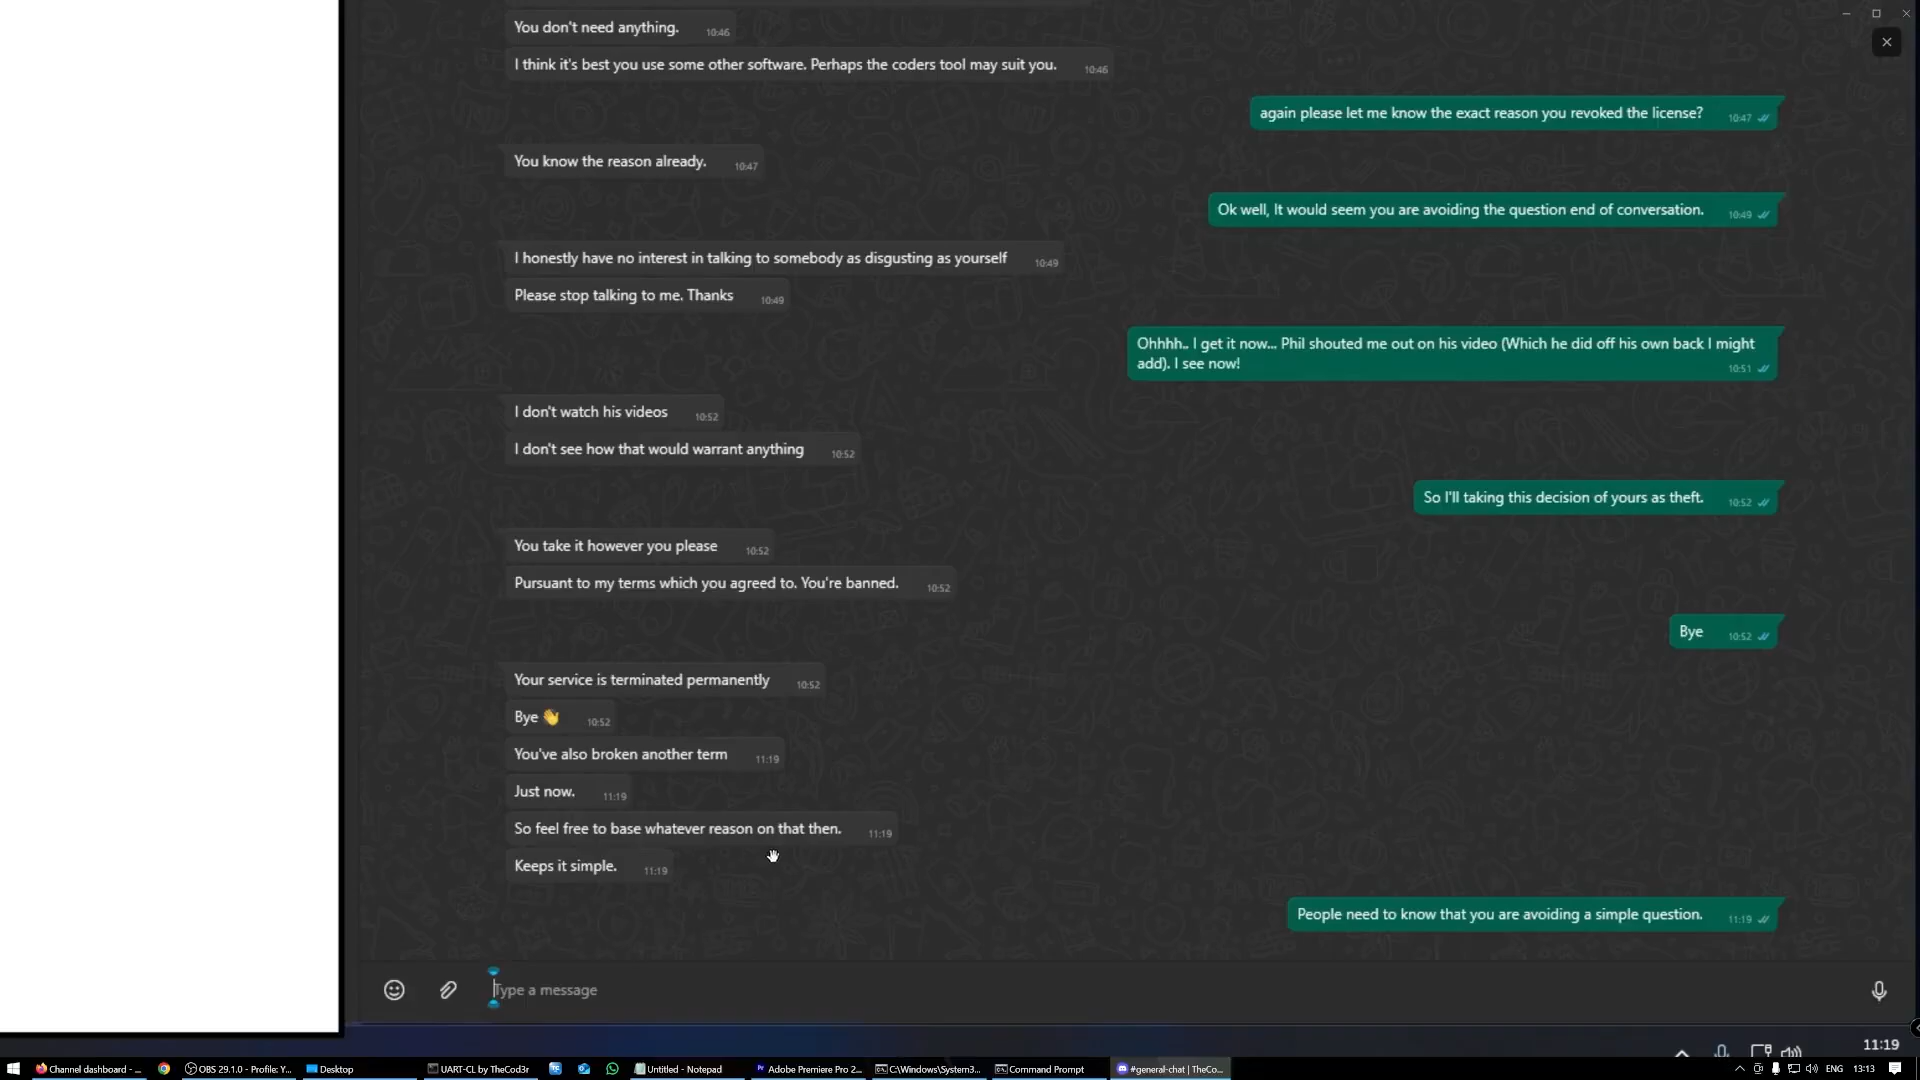 You don't need anything. 10:46
I think it's best you use some other software. Perhaps the coders tool may suit you. 10:46
again please let me know the exact reason you revoked the license? 10:47
You know the reason already. 10:47
Ok well, It would seem you are avoiding the question end of conversation. 10:49
I honestly have no interest in talking to somebody as disgusting as yourself 10:49
Please stop talking to me. Thanks 10:49
Ohhhh.. I get it now... Phil shouted me out on his video (Which he did off his own back I might
add). I see now! 10:51
I don't watch his videos 10:52
I don't see how that would warrant anything 10:52
So I'll taking this decision of yours as theft. 10:52
You take it however you please 10:52
Pursuant to my terms which you agreed to. You're banned. 10:52
Bye 10:52
Your service is terminated permanently 10:52
Bye 👋 10:52
You've also broken another term 11:19
Just now. 11:19
So feel free to base whatever reason on that then. 11:19
Keeps it simple. 11:19
People need to know that you are avoiding a simple question. 11:19
Type a message
11:19
Channel dashboard - ... OBS 29.1.0 - Profile: Y... Desktop UART-CL by TheCod3r Untitled - Notepad Adobe Premiere Pro 2... C:\Windows\System3... Command Prompt #general-chat | TheCo... ENG 13:13